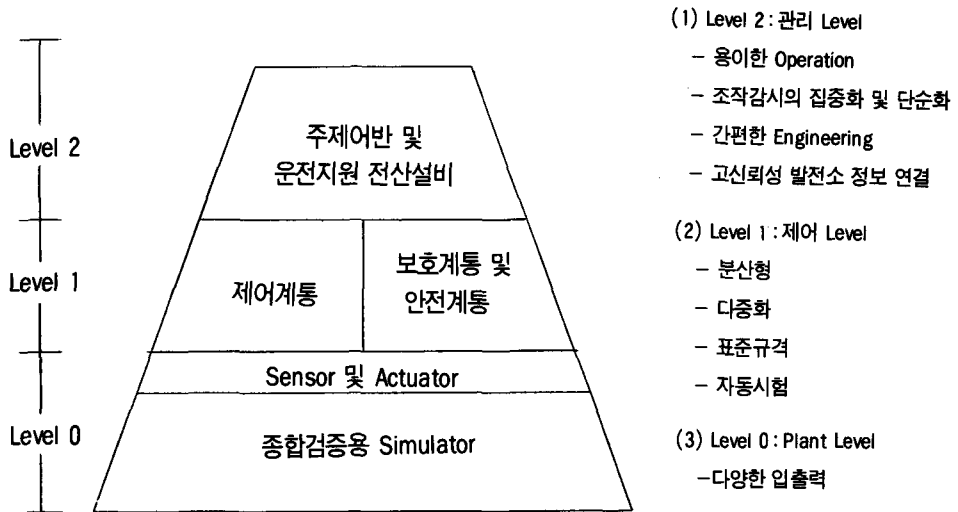 Level 2
Level 1
Level 0
주제어반 및
운전지원 전산설비
제어계통
보호계통 및
안전계통
Sensor 및 Actuator
종합검증용 Simulator
(1) Level 2 : 관리 Level
- 용이한 Operation
- 조작감시의 집중화 및 단순화
- 간편한 Engineering
- 고신뢰성 발전소 정보 연결
(2) Level 1 : 제어 Level
- 분산형
- 다중화
- 표준규격
- 자동시험
(3) Level 0 : Plant Level
-다양한 입출력